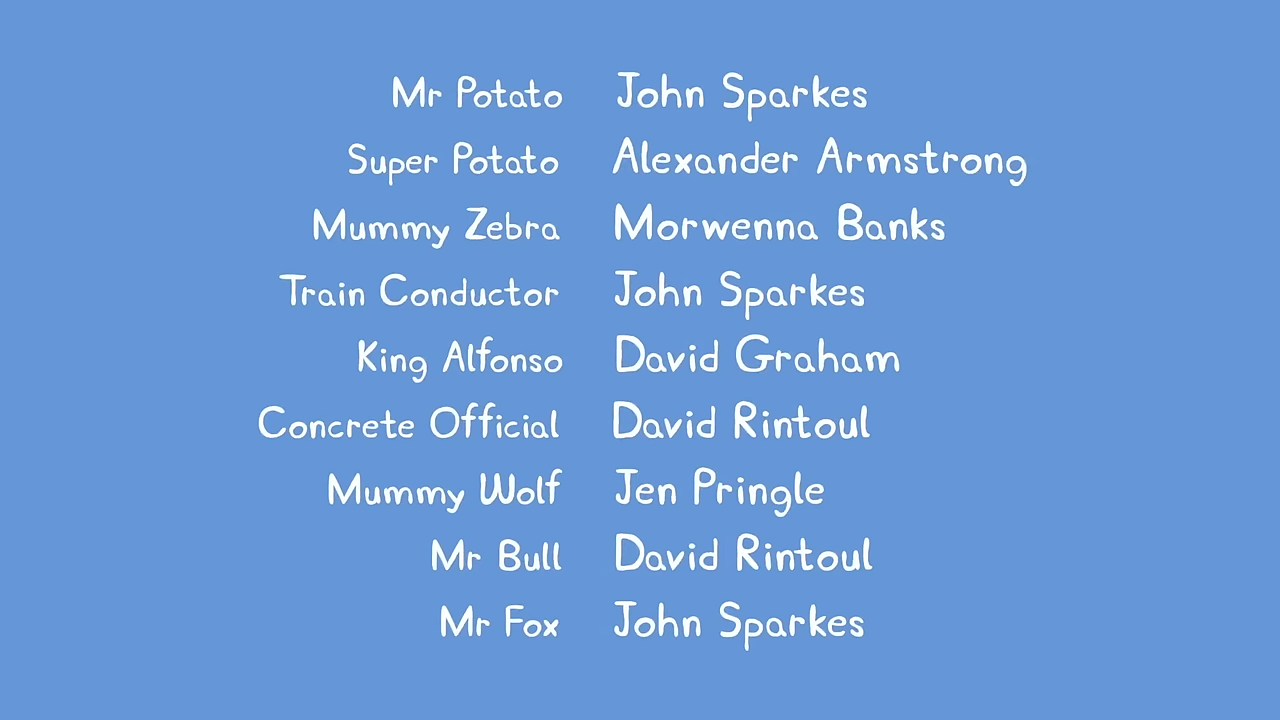 Mr Potato John Sparkes
Super Potato Alexander Armstrong
Mummy Zebra Morwenna Banks
Train Conductor John Sparkes
King Alfonso David Graham
Concrete Official David Rintoul
Mummy Wolf Jen Pringle
Mr Bull David Rintoul
Mr Fox John Sparkes